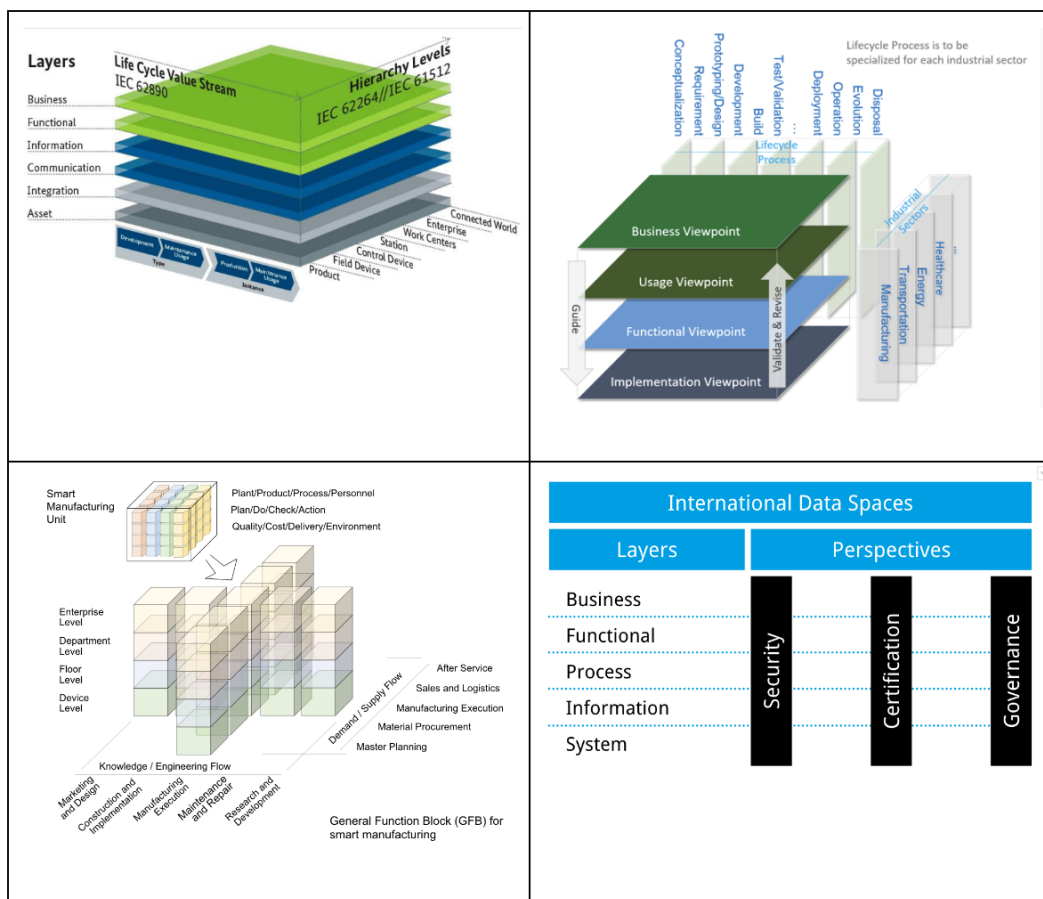 Layers
Life Cycle Value Stream
IEC 62890
Hierarchy Levels
IEC 62264//IEC 61512
Business
Functional
Information
Communication
Integration
Asset
Development
Maintenance
Usage
Production
Maintenance
Usage
Type
Instance
Connected World
Enterprise
Work Centers
Station
Control Device
Field Device
Product
Lifecycle Process is to be
specialized for each industrial sector
Conceptualization
Requirement
Prototyping/Design
Development
Build
Test/Validation
...
Deployment
Operation
Evolution
Disposal
Lifecycle
Process
Industrial
Sectors
Business Viewpoint
Usage Viewpoint
Functional Viewpoint
Implementation Viewpoint
Guide
Validate & Revise
Manufacturing
Transportation
Energy
Healthcare
...
Smart
Manufacturing
Unit
Plant/Product/Process/Personnel
Plan/Do/Check/Action
Quality/Cost/Delivery/Environment
Enterprise
Level
Department
Level
Floor
Level
Device
Level
Demand / Supply Flow
After Service
Sales and Logistics
Manufacturing Execution
Material Procurement
Master Planning
Knowledge / Engineering Flow
Marketing
and Design
Construction and
Implementation
Manufacturing
Execution
Maintenance
and Repair
Research and
Development
General Function Block (GFB) for
smart manufacturing
International Data Spaces
Layers
Perspectives
Business
Functional
Process
Information
System
Security
Certification
Governance